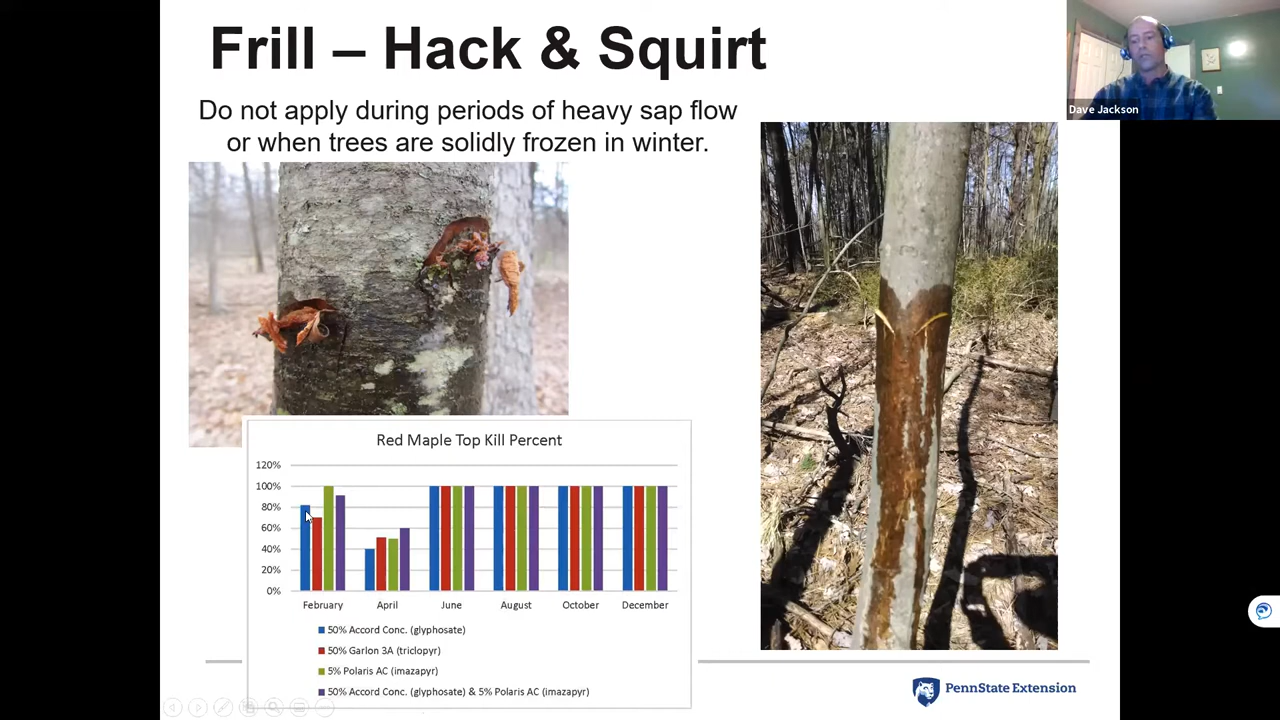 Frill – Hack & Squirt
Do not apply during periods of heavy sap flow
or when trees are solidly frozen in winter.
Dave Jackson
Red Maple Top Kill Percent
120%
100%
80%
60%
40%
20%
0%
February April June August October December
50% Accord Conc. (glyphosate)
50% Garlon 3A (triclopyr)
5% Polaris AC (imazapyr)
50% Accord Conc. (glyphosate) & 5% Polaris AC (imazapyr)
PennState Extension